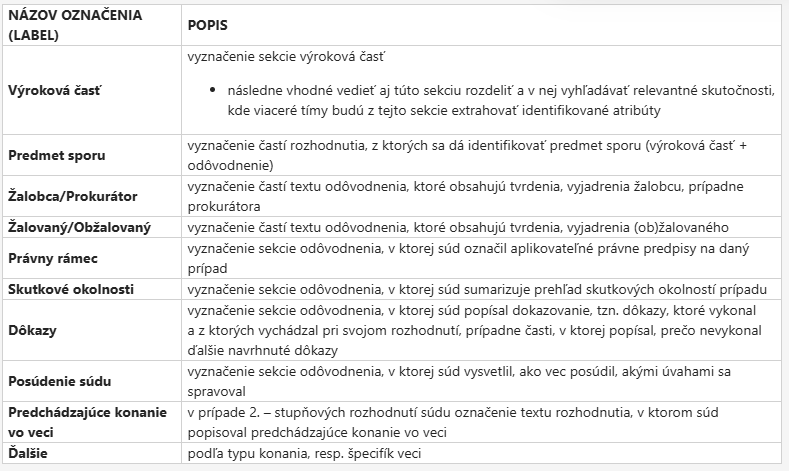 NÁZOV OZNAČENIA
(LABEL)
POPIS
Výroková časť
vyznačenie sekcie výroková časť
• následne vhodné vedieť aj túto sekciu rozdeliť a v nej vyhľadávať relevantné skutočnosti,
kde viaceré tímy budú z tejto sekcie extrahovať identifikované atribúty
Predmet sporu
vyznačenie častí rozhodnutia, z ktorých sa dá identifikovať predmet sporu (výroková časť +
odôvodnenie)
Žalobca/Prokurátor
vyznačenie častí textu odôvodnenia, ktoré obsahujú tvrdenia, vyjadrenia žalobcu, prípadne
prokurátora
Žalovaný/Obžalovaný
vyznačenie častí textu odôvodnenia, ktoré obsahujú tvrdenia, vyjadrenia (ob)žalovaného
Právny rámec
vyznačenie sekcie odôvodnenia, v ktorej súd označil aplikovateľné právne predpisy na daný
prípad
Skutkové okolnosti
vyznačenie sekcie odôvodnenia, v ktorej súd sumarizuje prehľad skutkových okolností prípadu
Dôkazy
vyznačenie sekcie odôvodnenia, v ktorej súd popísal dokazovanie, tzn. dôkazy, ktoré vykonal
a z ktorých vychádzal pri svojom rozhodnutí, prípadne časti, v ktorej popísal, prečo nevykonal
ďalšie navrhnuté dôkazy
Posúdenie súdu
vyznačenie sekcie odôvodnenia, v ktorej súd vysvetlil, ako vec posúdil, akými úvahami sa
spravoval
Predchádzajúce konanie
vo veci
v prípade 2. – stupňových rozhodnutí súdu označenie textu rozhodnutia, v ktorom súd
popisoval predchádzajúce konanie vo veci
Ďalšie
podľa typu konania, resp. špecifík veci